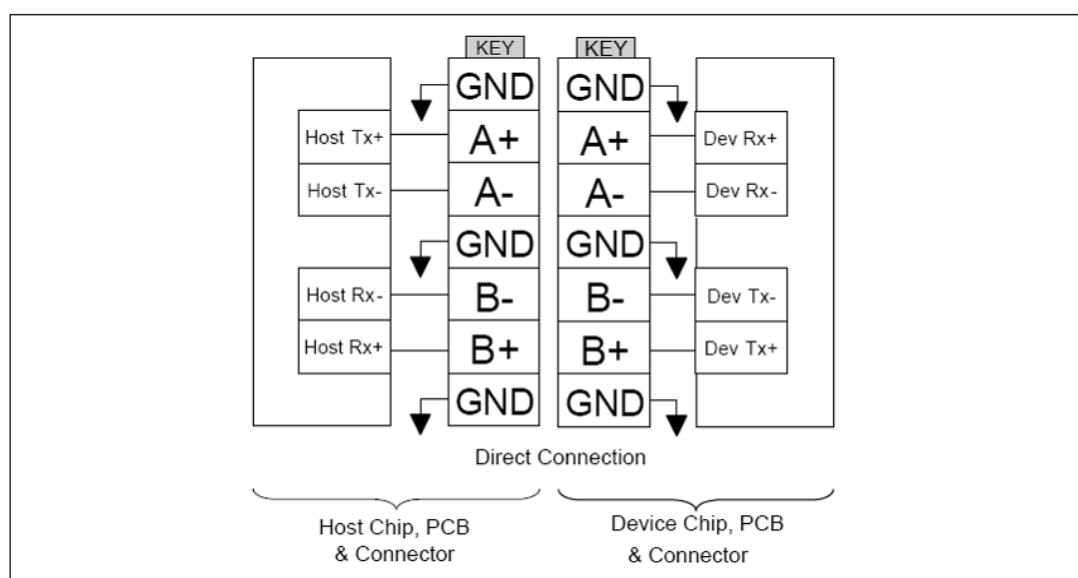 KEY KEY
GND GND
Host Tx+ A+ A+ Dev Rx+
Host Tx- A- A- Dev Rx-
GND GND
Host Rx- B- B- Dev Tx-
Host Rx+ B+ B+ Dev Tx+
GND GND
Direct Connection
Host Chip, PCB
& Connector
Device Chip, PCB
& Connector